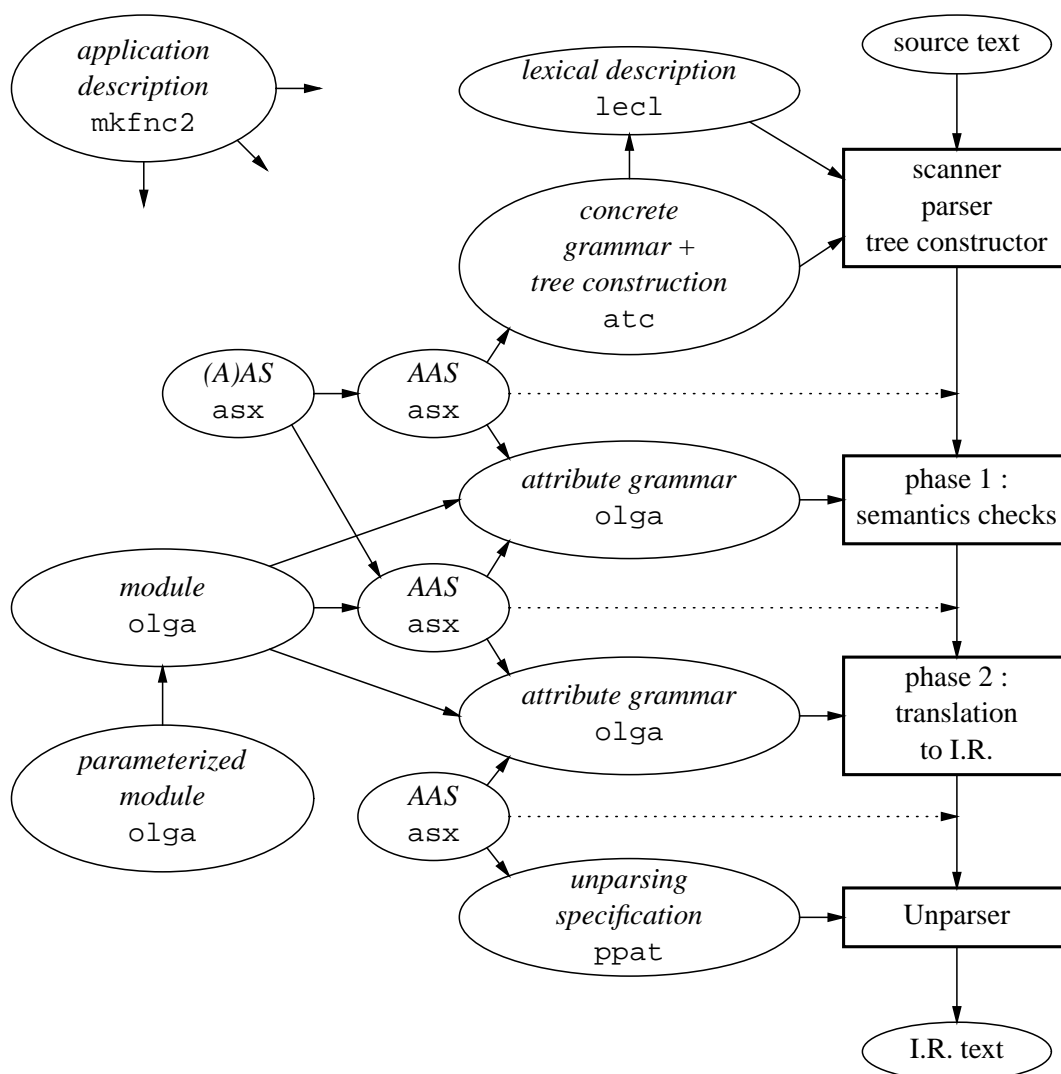 application
description
mkfnc2
source text
lexical description
lecl
scanner
parser
tree constructor
concrete
grammar +
tree construction
atc
(A)AS
asx
AAS
asx
attribute grammar
olga
phase 1 :
semantics checks
module
olga
AAS
asx
attribute grammar
olga
phase 2 :
translation
to I.R.
parameterized
module
olga
AAS
asx
unparsing
specification
ppat
Unparser
I.R. text